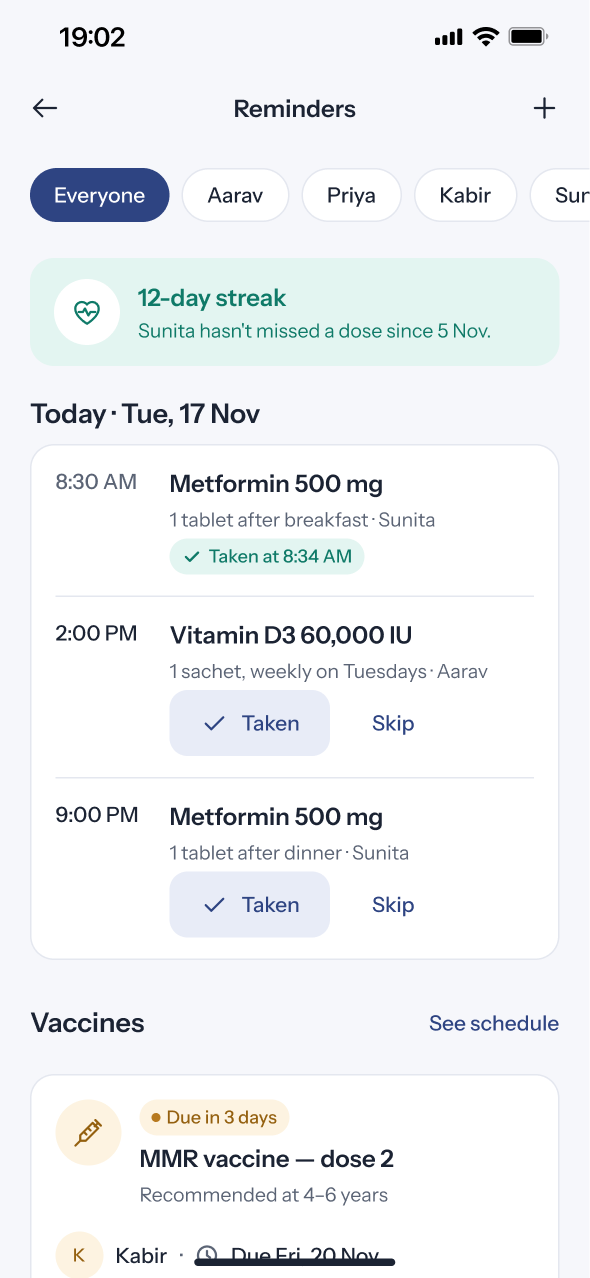 19:02
Reminders
Everyone
Aarav
Priya
Kabir
12-day streak
Sunita hasn't missed a dose since 5 Nov.
Today · Tue, 17 Nov
8:30 AM
Metformin 500 mg
1 tablet after breakfast · Sunita
Taken at 8:34 AM
2:00 PM
Vitamin D3 60,000 IU
1 sachet, weekly on Tuesdays · Aarav
Taken
Skip
9:00 PM
Metformin 500 mg
1 tablet after dinner · Sunita
Taken
Skip
Vaccines
See schedule
Due in 3 days
MMR vaccine — dose 2
Recommended at 4–6 years
K
Kabir · Due Fri, 20 Nov